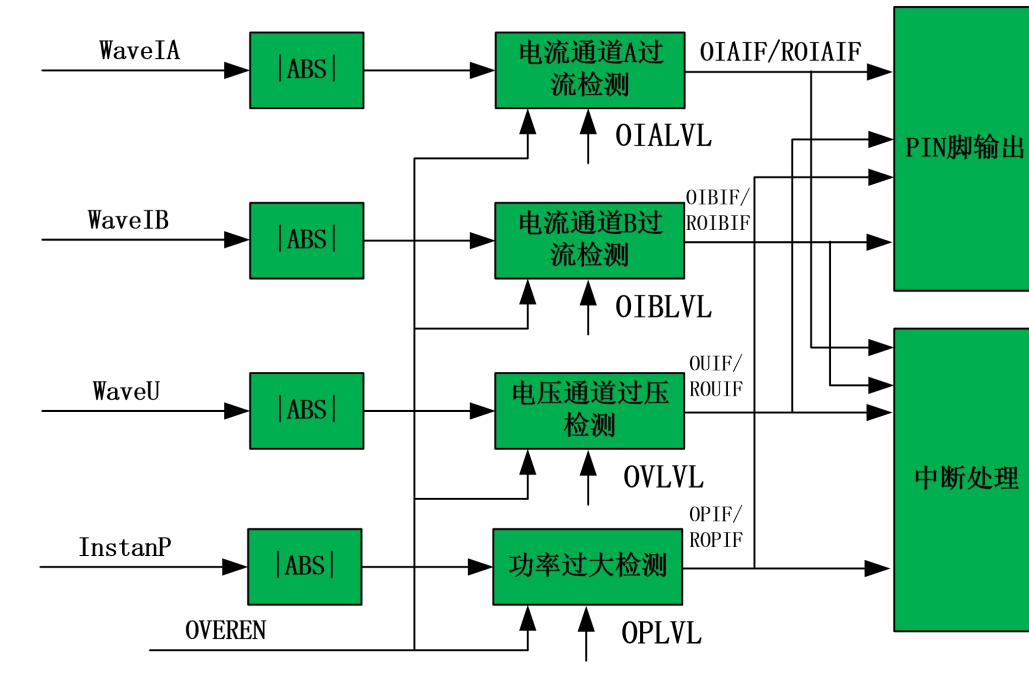 WaveIA
|ABS|
电流通道A过
流检测
OIAIF/ROIAIF
OIALVL
PIN脚输出
WaveIB
|ABS|
电流通道B过
流检测
OIBIF/
ROIBIF
OIBLVL
WaveU
|ABS|
电压通道过压
检测
OUIF/
ROUIF
OVLVL
中断处理
InstanP
|ABS|
功率过大检测
OPIF/
ROPIF
OVEREN
OPLVL